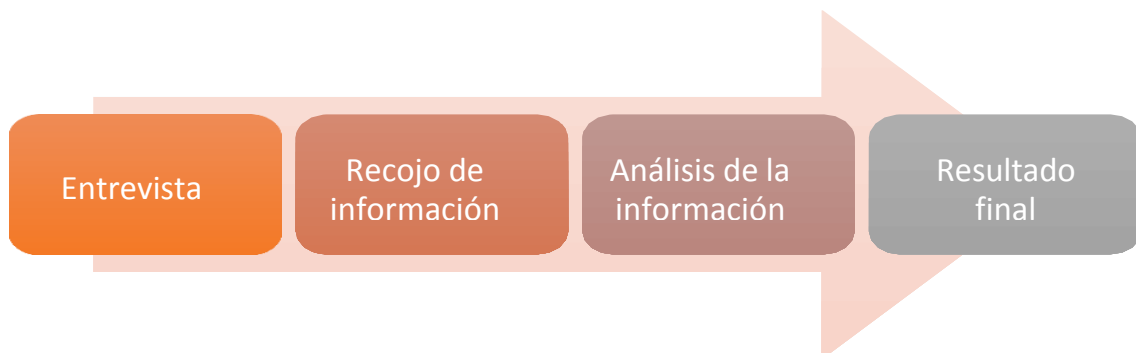 Entrevista
Recojo de
información
Análisis de la
información
Resultado
final